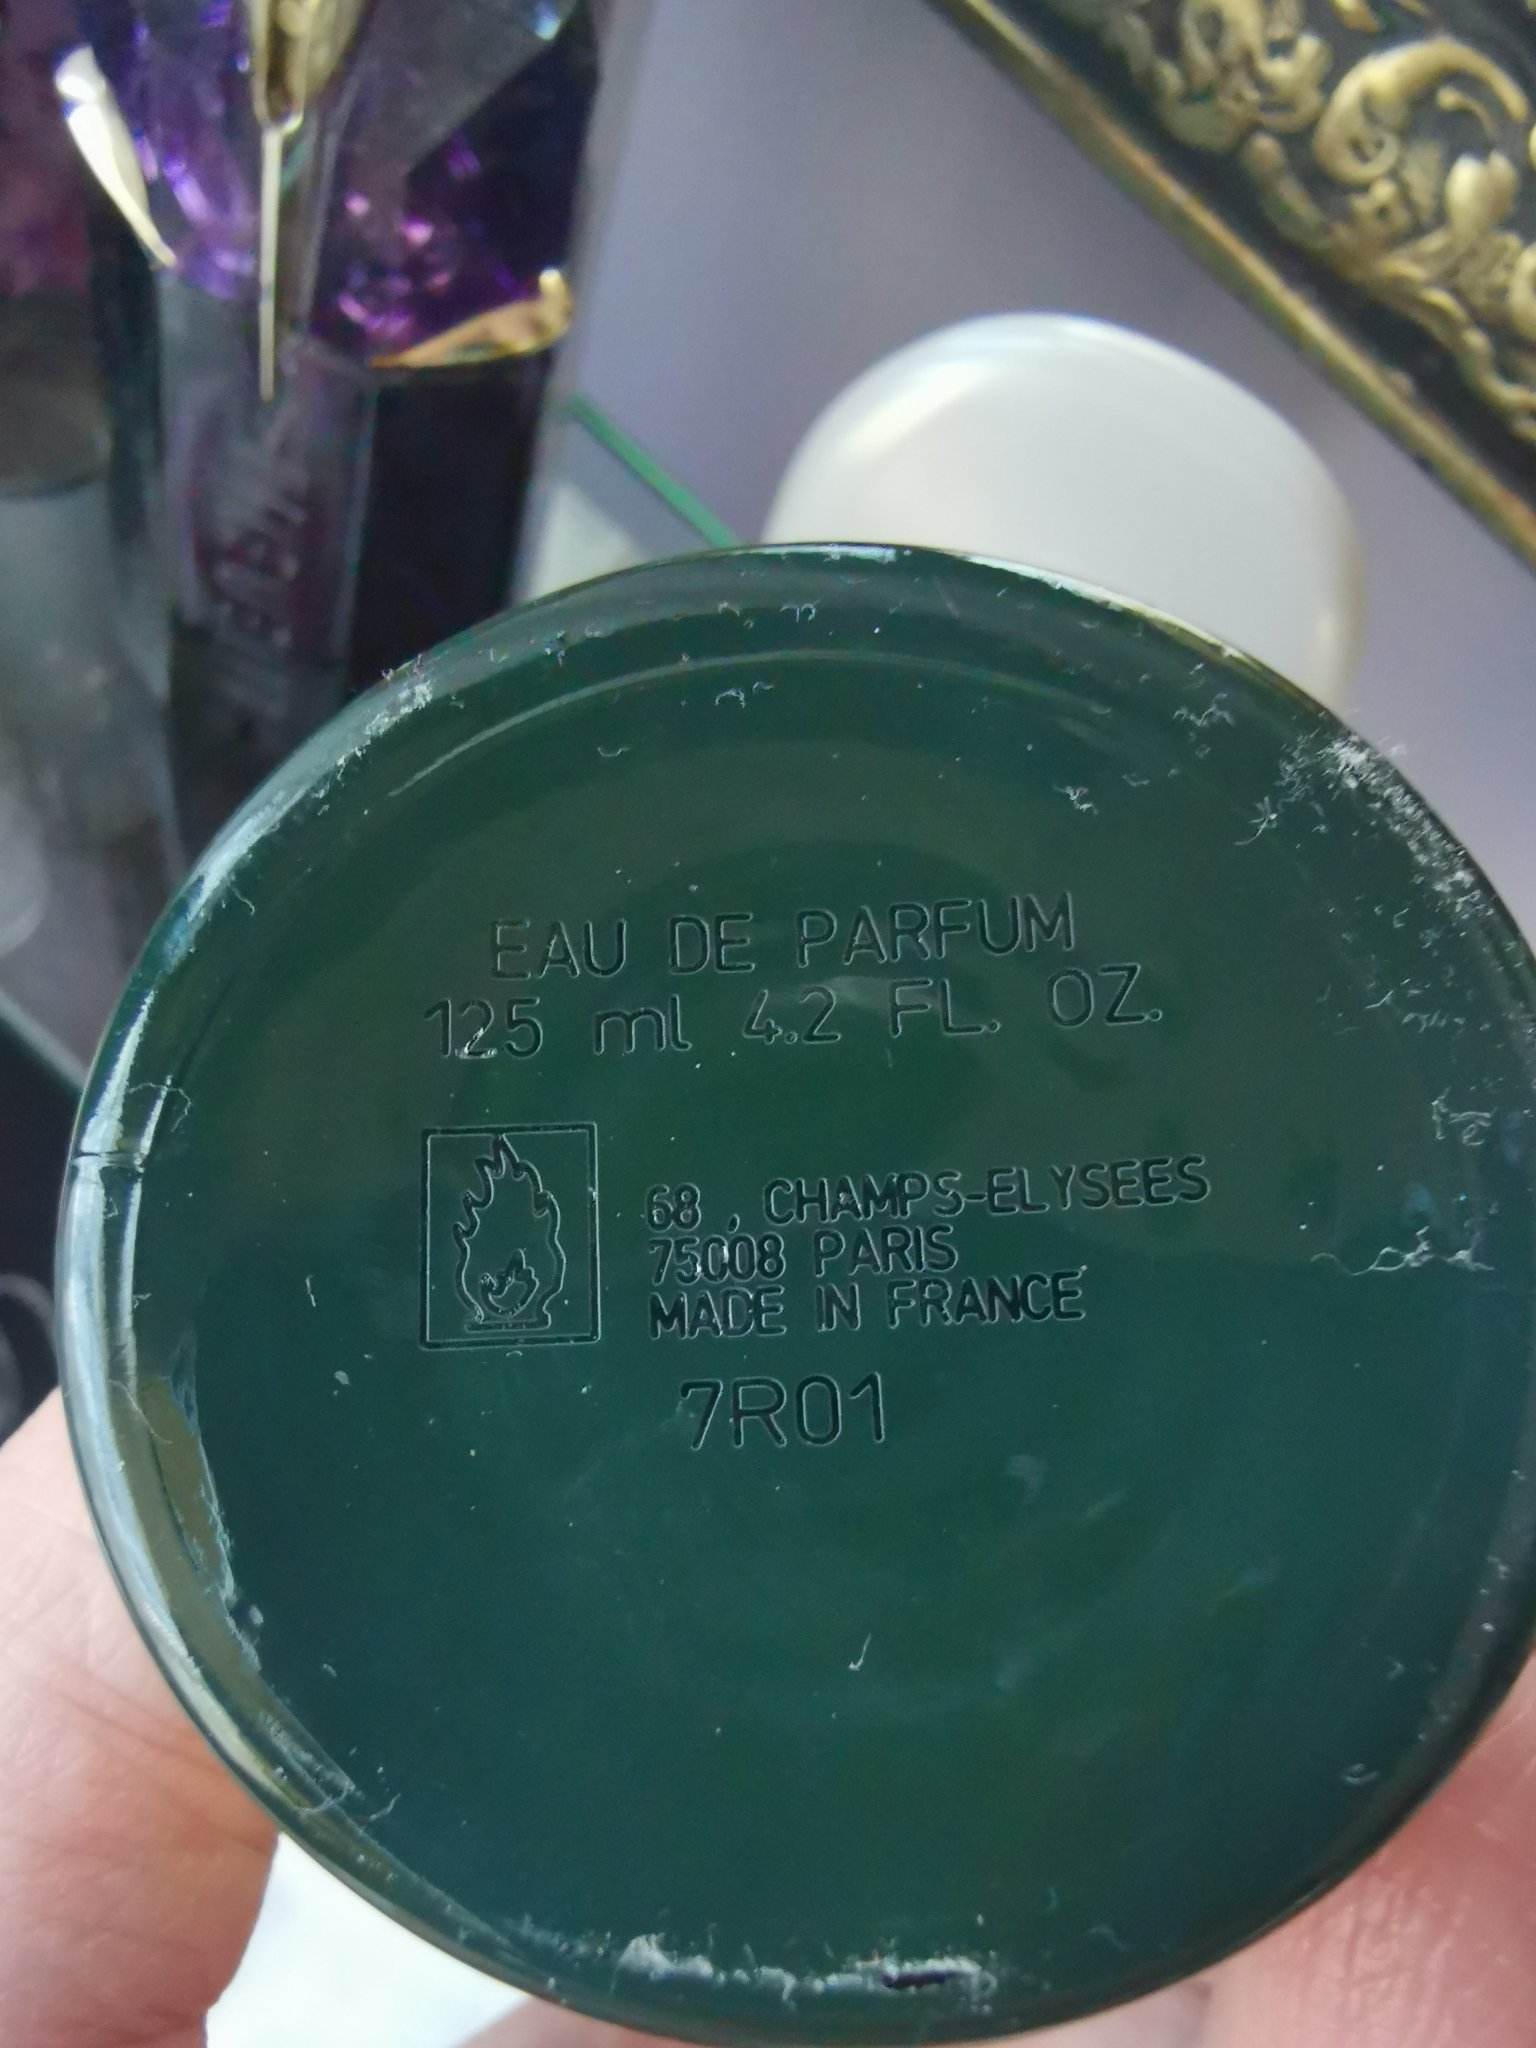 EAU DE PARFUM
125 ml 4.2 FL. OZ.
68 , CHAMPS-ELYSEES
75008 PARIS
MADE IN FRANCE
7R01